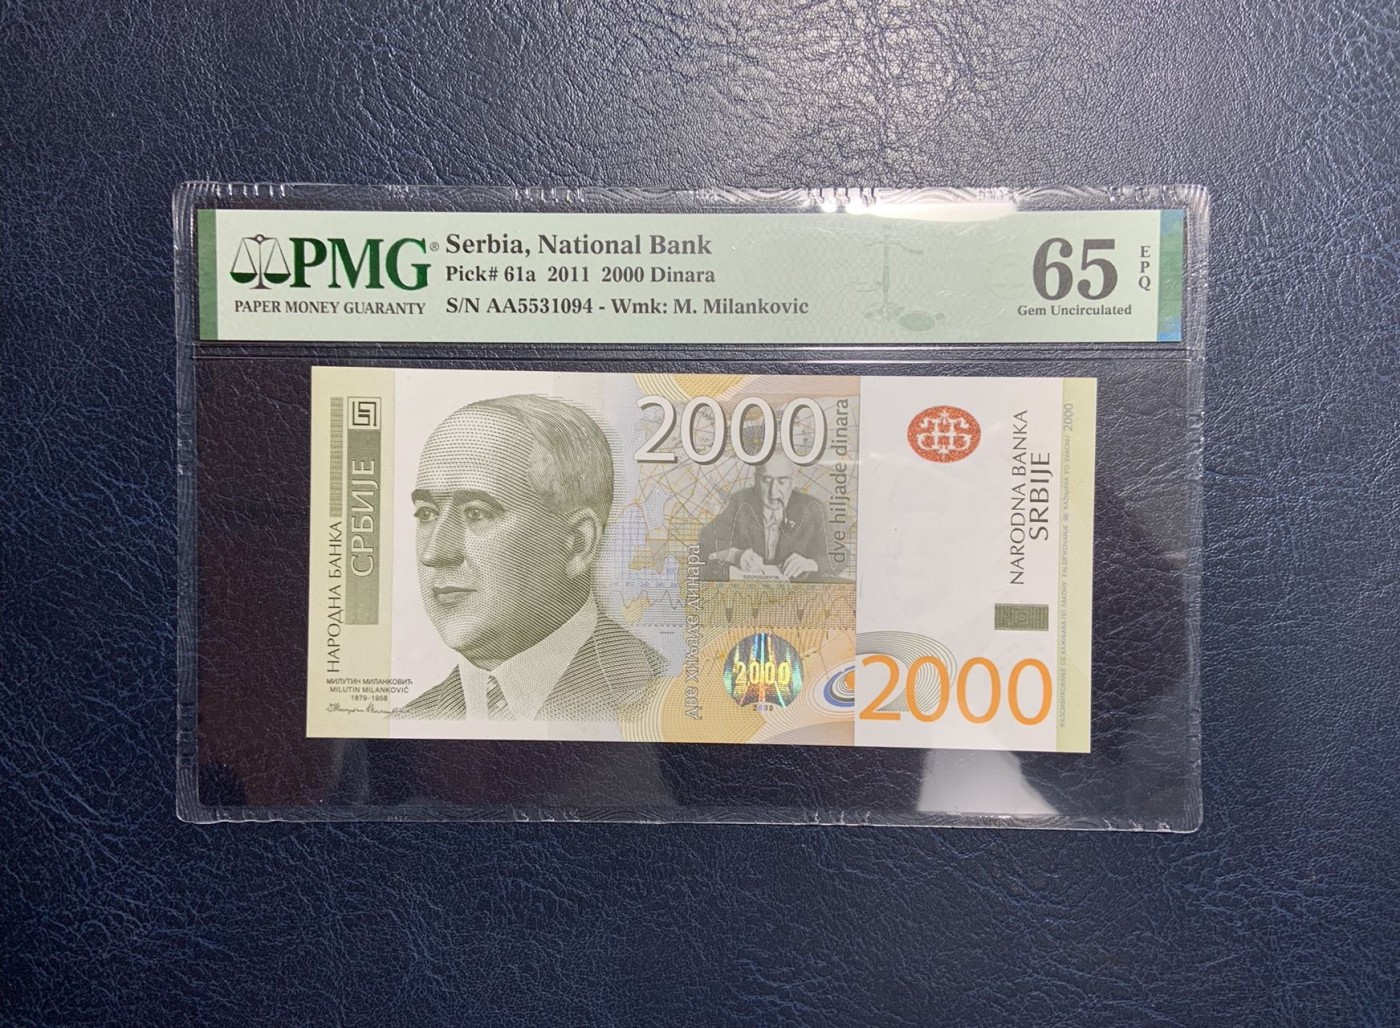 PMG®
PAPER MONEY GUARANTY
Serbia, National Bank
Pick# 61a 2011 2000 Dinara
S/N AA5531094 - Wmk: M. Milankovic
65
EPQ
Gem Uncirculated
НАРОДНА БАНКА
СРБИЈЕ
МИЛУТИН МИЛАНКОВИЋ
MILUTIN MILANKOVIĆ
1879-1958
2000
две хиљаде динара
dve hiljade dinara
2000
NARODNA BANKA
SRBIJE
2000